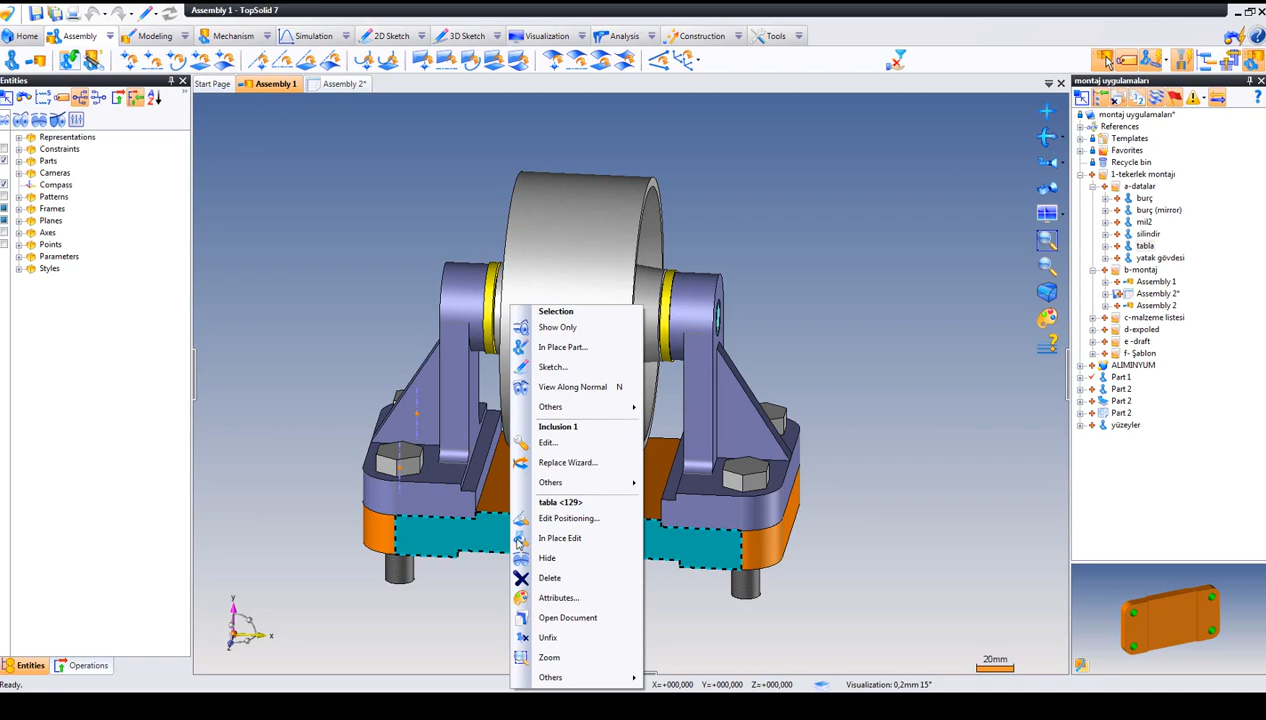 Assembly 1 - TopSolid 7
Home
Assembly
Modeling
Mechanism
Simulation
2D Sketch
3D Sketch
Visualization
Analysis
Construction
Tools
Entities
Start Page
Assembly 1
Assembly 2*
montaj uygulamaları
Representations
Constraints
Parts
Cameras
Compass
Patterns
Frames
Planes
Axes
Points
Parameters
Styles
Selection
Show Only
In Place Part...
Sketch...
View Along Normal N
Others
Inclusion 1
Edit...
Replace Wizard...
Others
tabla <129>
Edit Positioning...
In Place Edit
Hide
Delete
Attributes...
Open Document
Unfix
Zoom
Others
montaj uygulamaları*
References
Templates
Favorites
Recycle bin
1-tekerlek montajı
a-datalar
burç
burç (mirror)
mil2
silindir
tabla
yatak gövdesi
b-montaj
Assembly 1
Assembly 2*
Assembly 2
c-malzeme listesi
d-expoled
e -draft
f- Şablon
ALIMINYUM
Part 1
Part 2
Part 2
Part 2
yüzeyler
y
x
z
20mm
Entities
Operations
Ready.
X=+000,000 Y=+000,000 Z=+000,000
Visualization: 0,2mm 15°